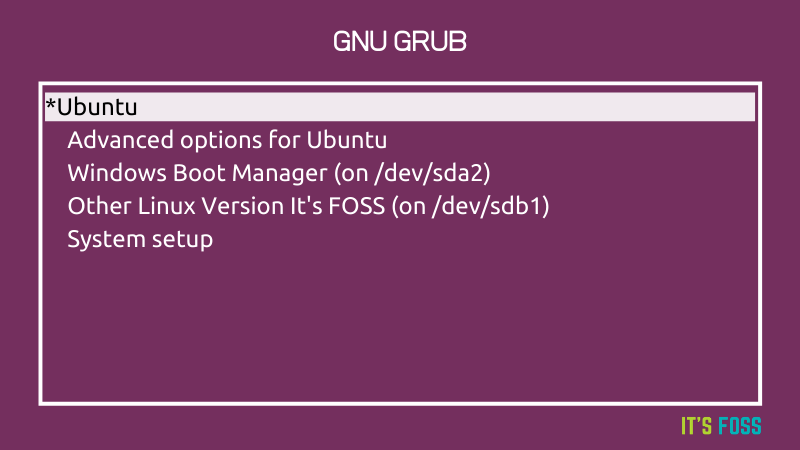 GNU GRUB
*Ubuntu
Advanced options for Ubuntu
Windows Boot Manager (on /dev/sda2)
Other Linux Version It's FOSS (on /dev/sdb1)
System setup
IT'S FOSS